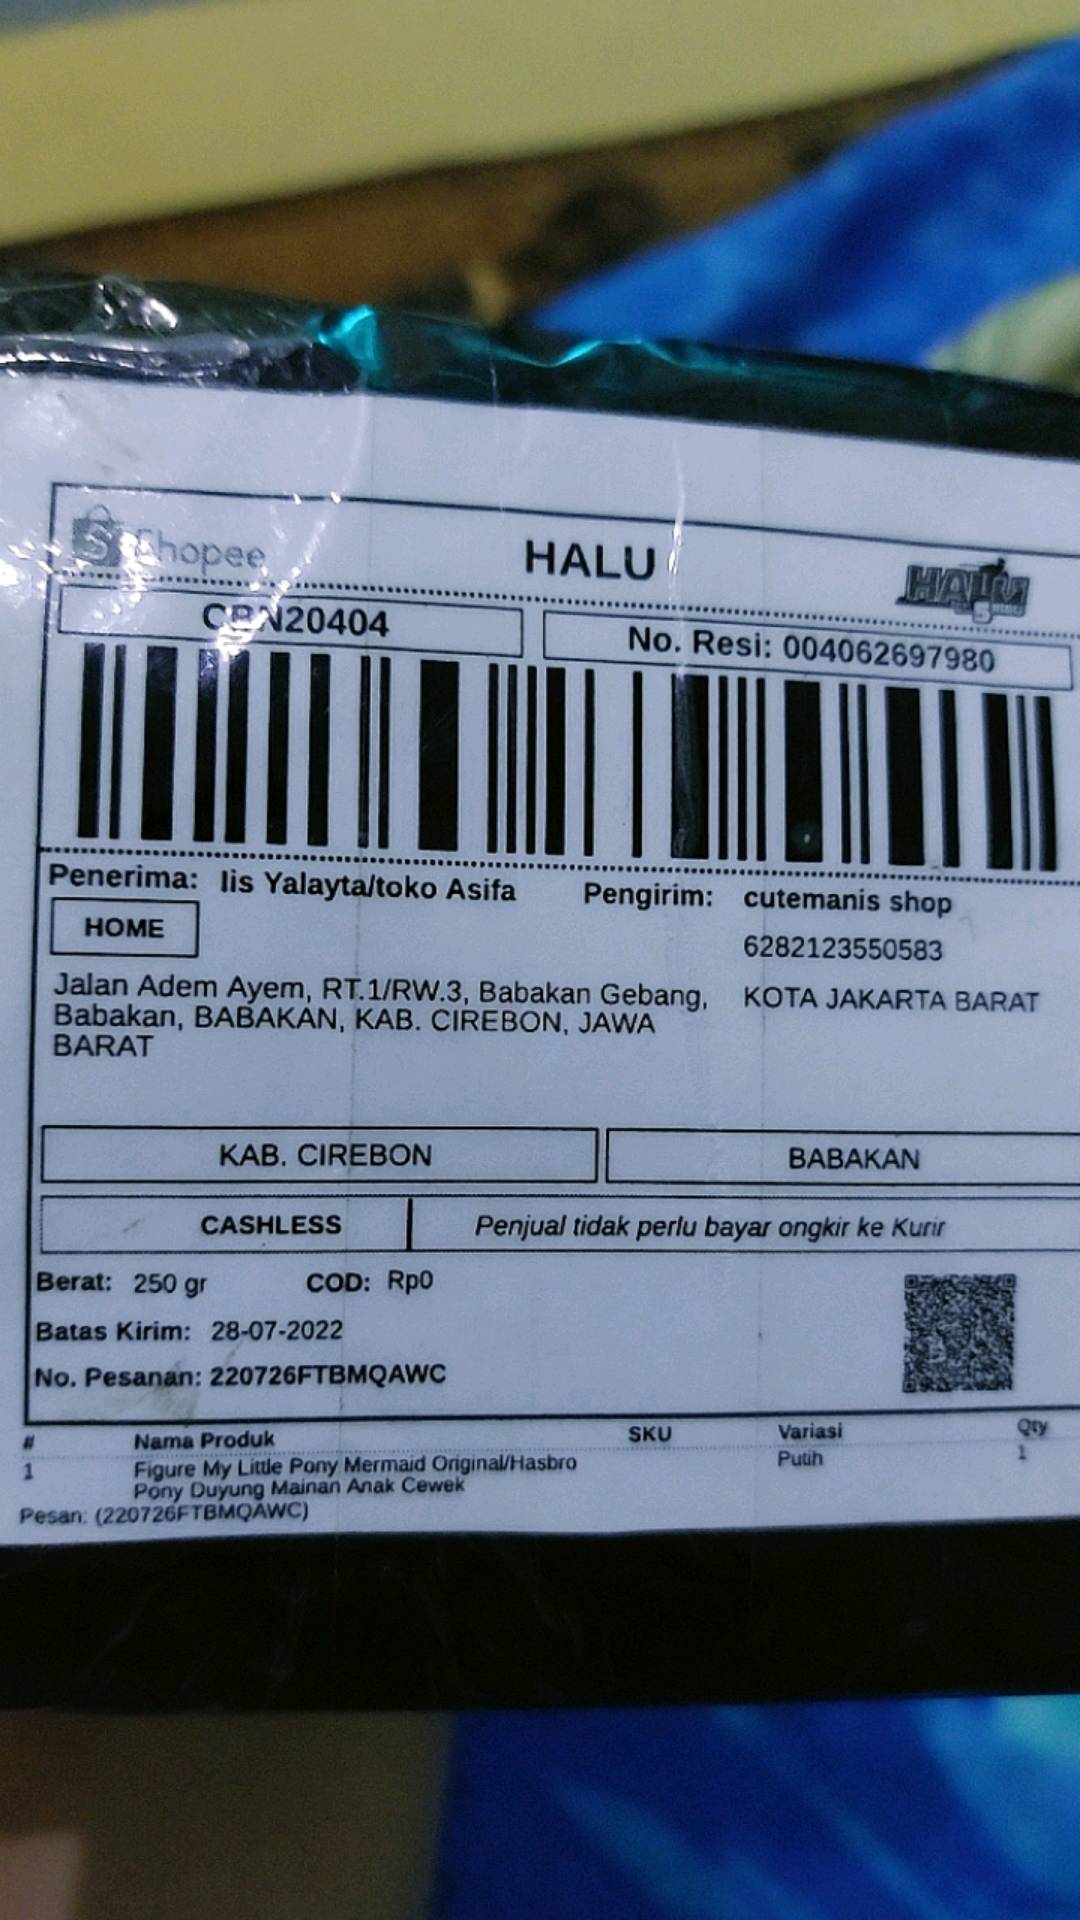 Shopee
HALU
HALU
CBN20404
No. Resi: 004062697980
Penerima: Iis Yalayta/toko Asifa
Pengirim: cutemanis shop
HOME
6282123550583
Jalan Adem Ayem, RT.1/RW.3, Babakan Gebang,
Babakan, BABAKAN, KAB. CIREBON, JAWA
BARAT
KOTA JAKARTA BARAT
KAB. CIREBON
BABAKAN
CASHLESS
Penjual tidak perlu bayar ongkir ke Kurir
Berat: 250 gr COD: Rp0
Batas Kirim: 28-07-2022
No. Pesanan: 220726FTBMQAWC
# Nama Produk SKU Variasi Qty
1 Figure My Little Pony Mermaid Original/Hasbro Putih 1
Pony Duyung Mainan Anak Cewek
Pesan: (220726FTBMQAWC)